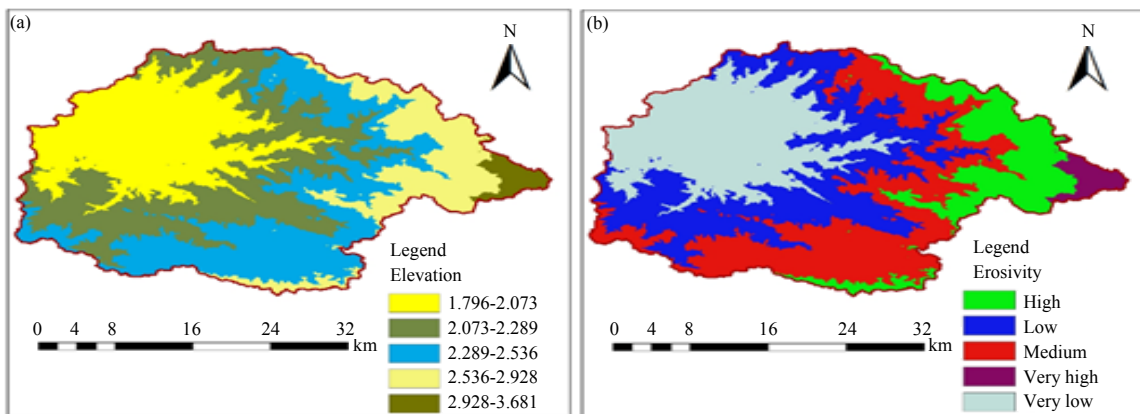 (a)
N
Legend
Elevation
1.796-2.073
2.073-2.289
2.289-2.536
2.536-2.928
2.928-3.681
0 4 8 16 24 32
km
(b)
N
Legend
Erosivity
High
Low
Medium
Very high
Very low
0 4 8 16 24 32
km